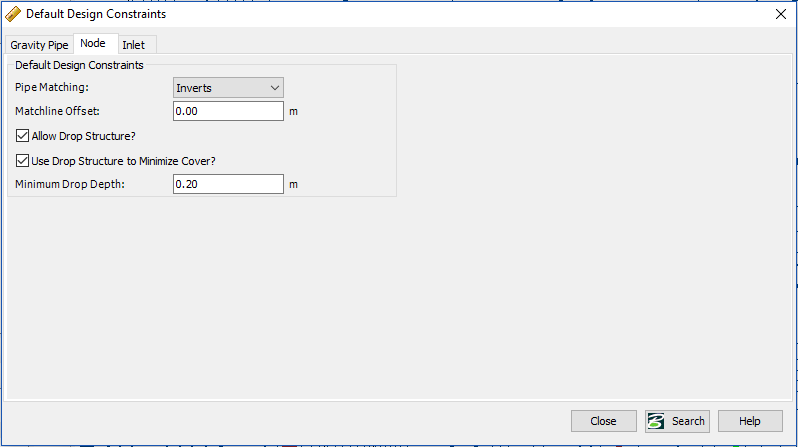 Default Design Constraints
Gravity Pipe Node Inlet
Default Design Constraints
Pipe Matching: Inverts
Matchline Offset: 0.00 m
Allow Drop Structure?
Use Drop Structure to Minimize Cover?
Minimum Drop Depth: 0.20 m
Close Search Help